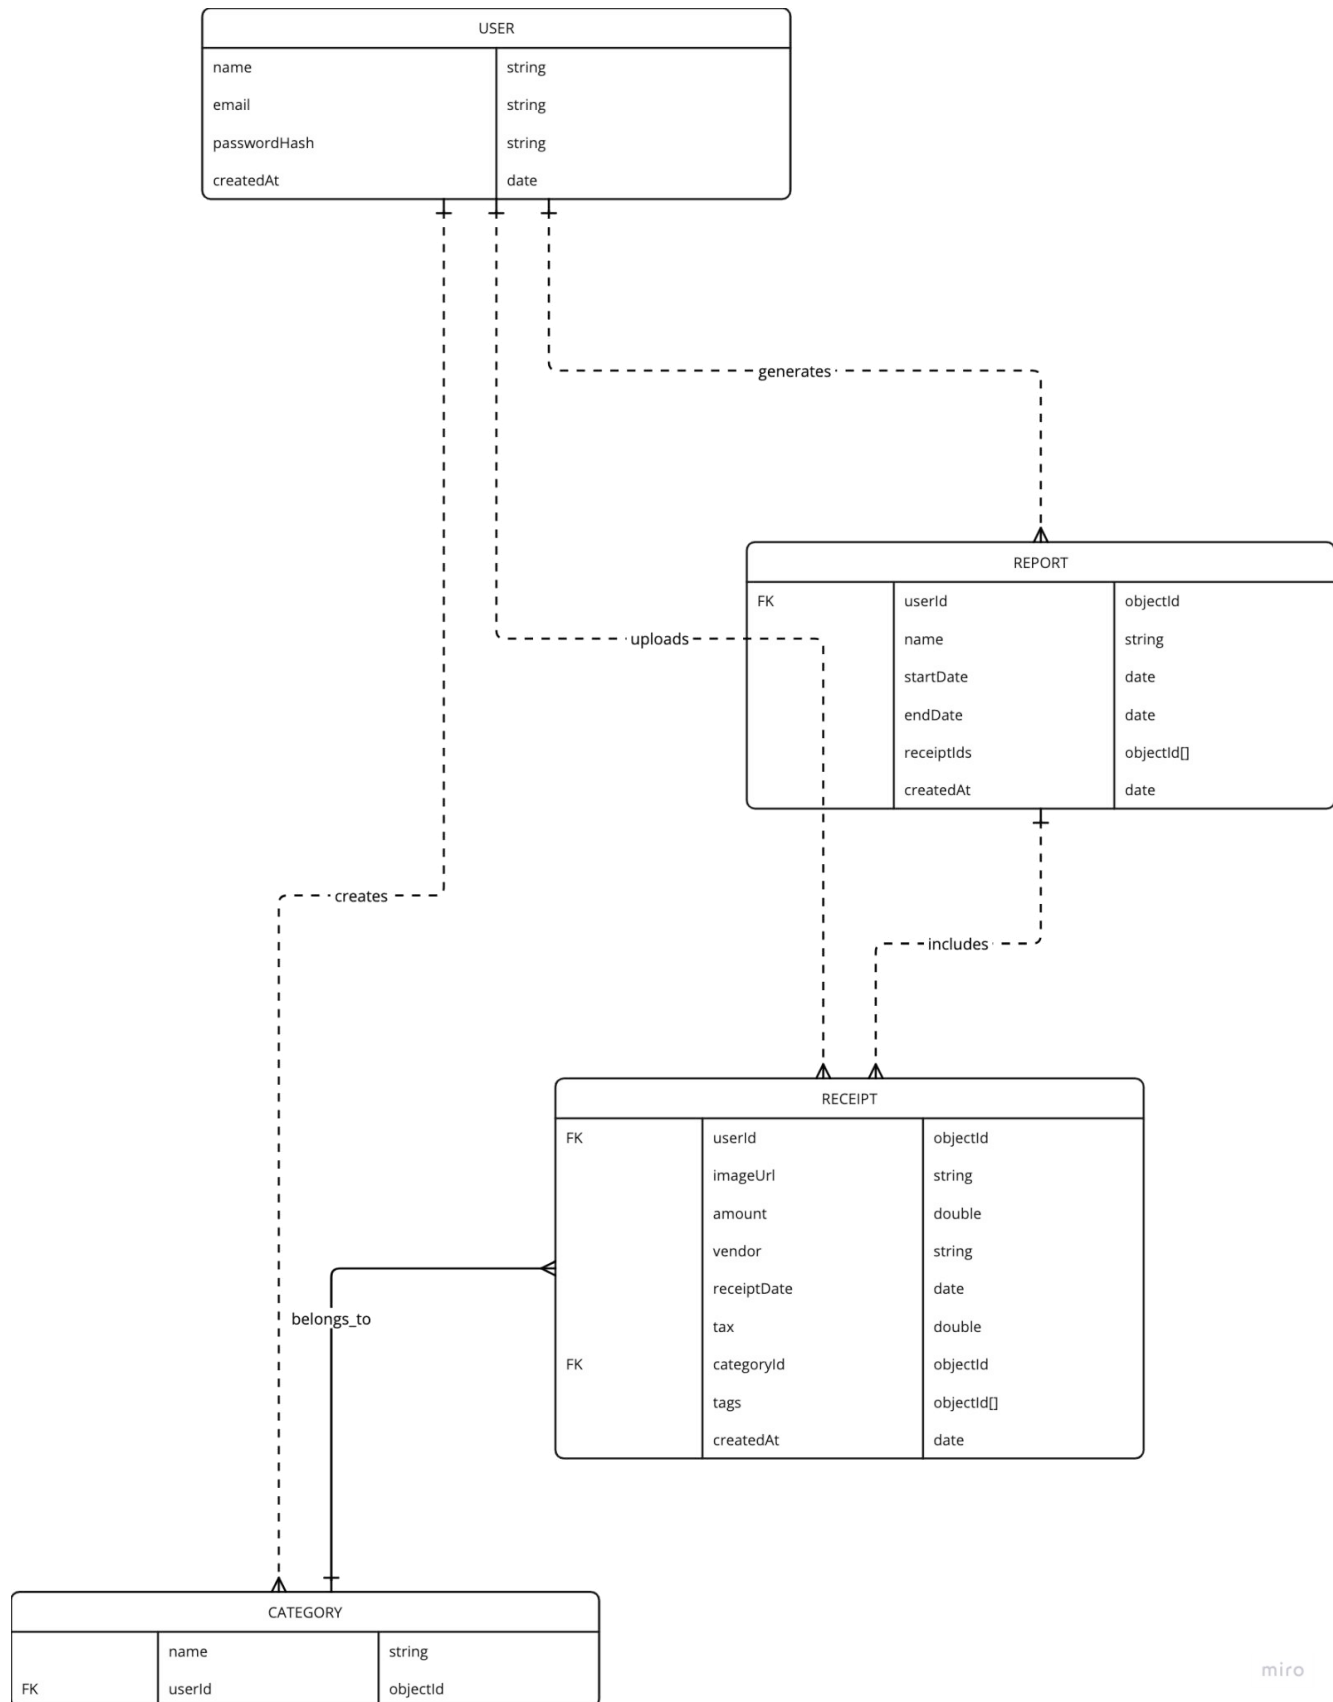 USER
name string
email string
passwordHash string
createdAt date
generates
REPORT
FK userId objectId
name string
startDate date
endDate date
receiptIds objectId[]
createdAt date
uploads
creates
includes
RECEIPT
FK userId objectId
imageUrl string
amount double
vendor string
receiptDate date
tax double
FK categoryId objectId
tags objectId[]
createdAt date
belongs_to
CATEGORY
name string
FK userId objectId
miro